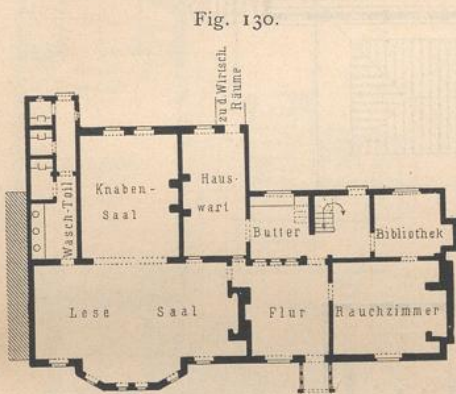 Fig. 130.
zu d. Wirtsch.
Räume
Knaben-
Saal
Haus-
wart
Wasch-Toil
Butter
Bibliothek
Lese Saal
Flur
Rauchzimmer